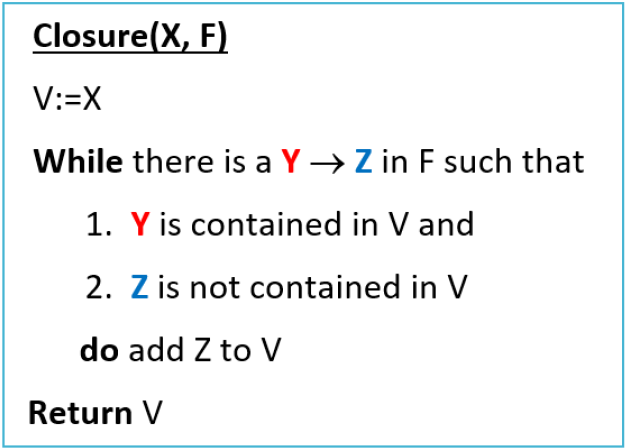 Closure(X, F)
V:=X
While there is a Y → Z in F such that
1. Y is contained in V and
2. Z is not contained in V
do add Z to V
Return V